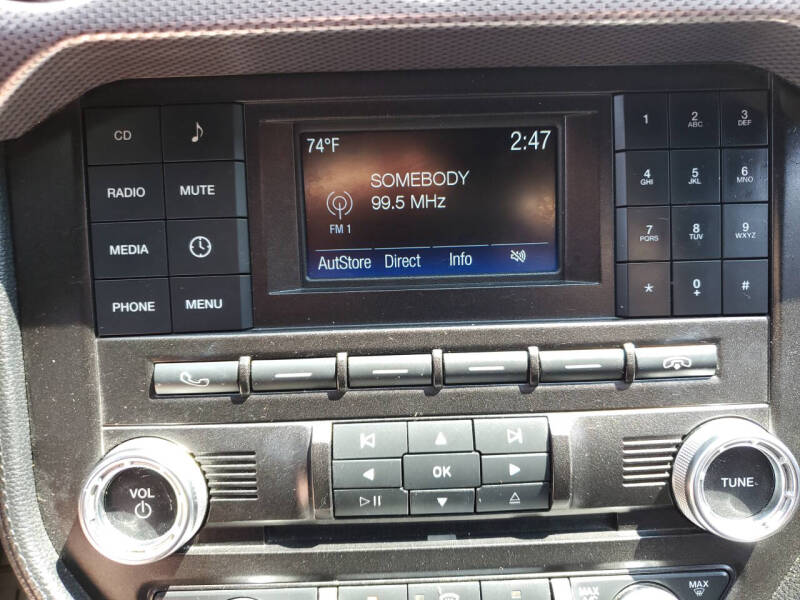 CD
RADIO
MUTE
MEDIA
PHONE
MENU
74°F
2:47
SOMEBODY
99.5 MHz
FM 1
AutStore Direct Info
1
2 ABC
3 DEF
4 GHI
5 JKL
6 MNO
7 PQRS
8 TUV
9 WXYZ
*
0 +
#
OK
VOL
TUNE
MAX
MAX